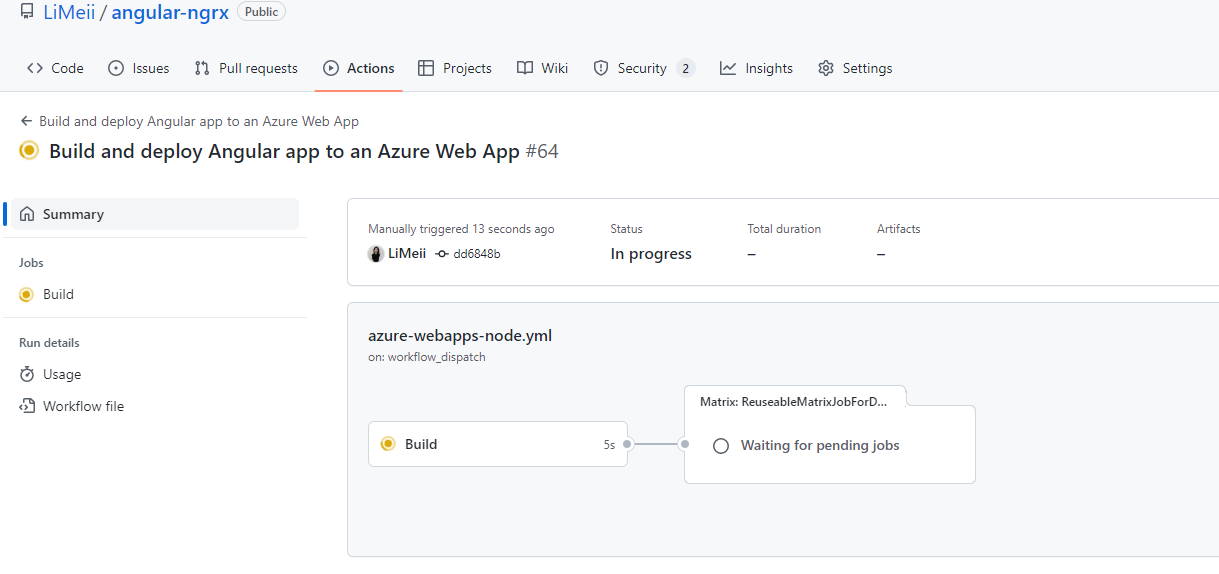 LiMeii / angular-ngrx Public
Code Issues Pull requests Actions Projects Wiki Security 2 Insights Settings
Build and deploy Angular app to an Azure Web App
Build and deploy Angular app to an Azure Web App #64
Summary
Jobs
Build
Run details
Usage
Workflow file
Manually triggered 13 seconds ago
LiMeii dd6848b
Status
In progress
Total duration
–
Artifacts
–
azure-webapps-node.yml
on: workflow_dispatch
Build 5s
Matrix: ReuseableMatrixJobForD...
Waiting for pending jobs